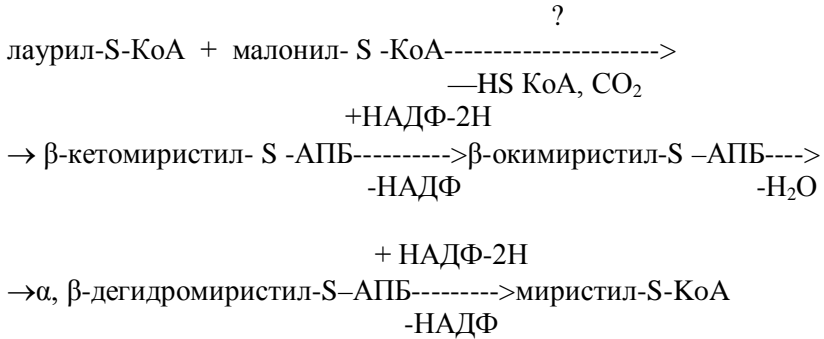 ?
лаурил-S-КоА + малонил- S -КоА---------------------->
—HS КоА, CO₂
+НАДФ-2Н
→ β-кетомиристил- S -АПБ---------->β-окимиристил-S –АПБ---->
-НАДФ -H₂O
+ НАДФ-2Н
→α, β-дегидромиристил-S–АПБ--------->миристил-S-КоА
-НАДФ